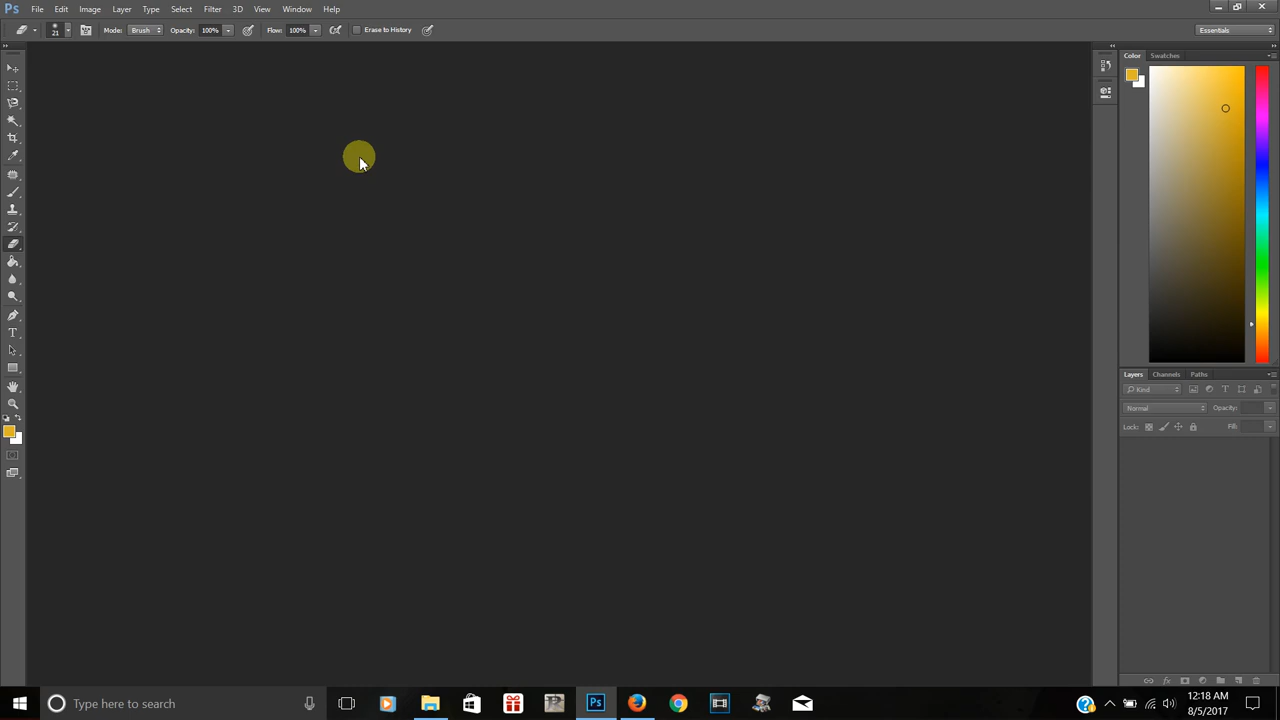 Ps File Edit Image Layer Type Select Filter 3D View Window Help
21 Mode: Brush Opacity: 100% Flow: 100% Erase to History Essentials
Color Swatches
Layers Channels Paths
Kind
Normal Opacity:
Lock: Fill:
Type here to search Ps 12:18 AM
8/5/2017